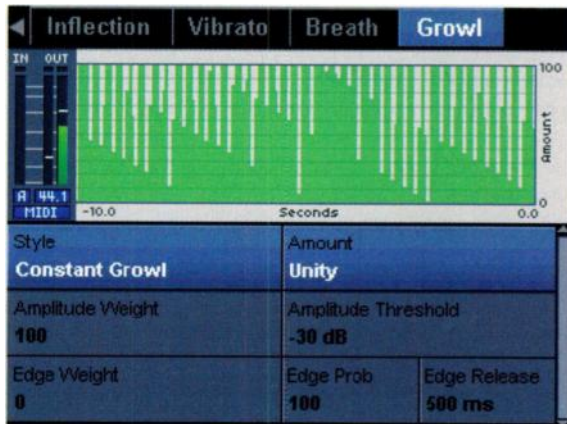 Inflection Vibrato Breath Growl
IN OUT
100
Amount
0
A 44.1
MIDI
-10.0 Seconds 0.0
Style Amount
Constant Growl Unity
Amplitude Weight Amplitude Threshold
100 -30 dB
Edge Weight Edge Prob Edge Release
0 100 500 ms